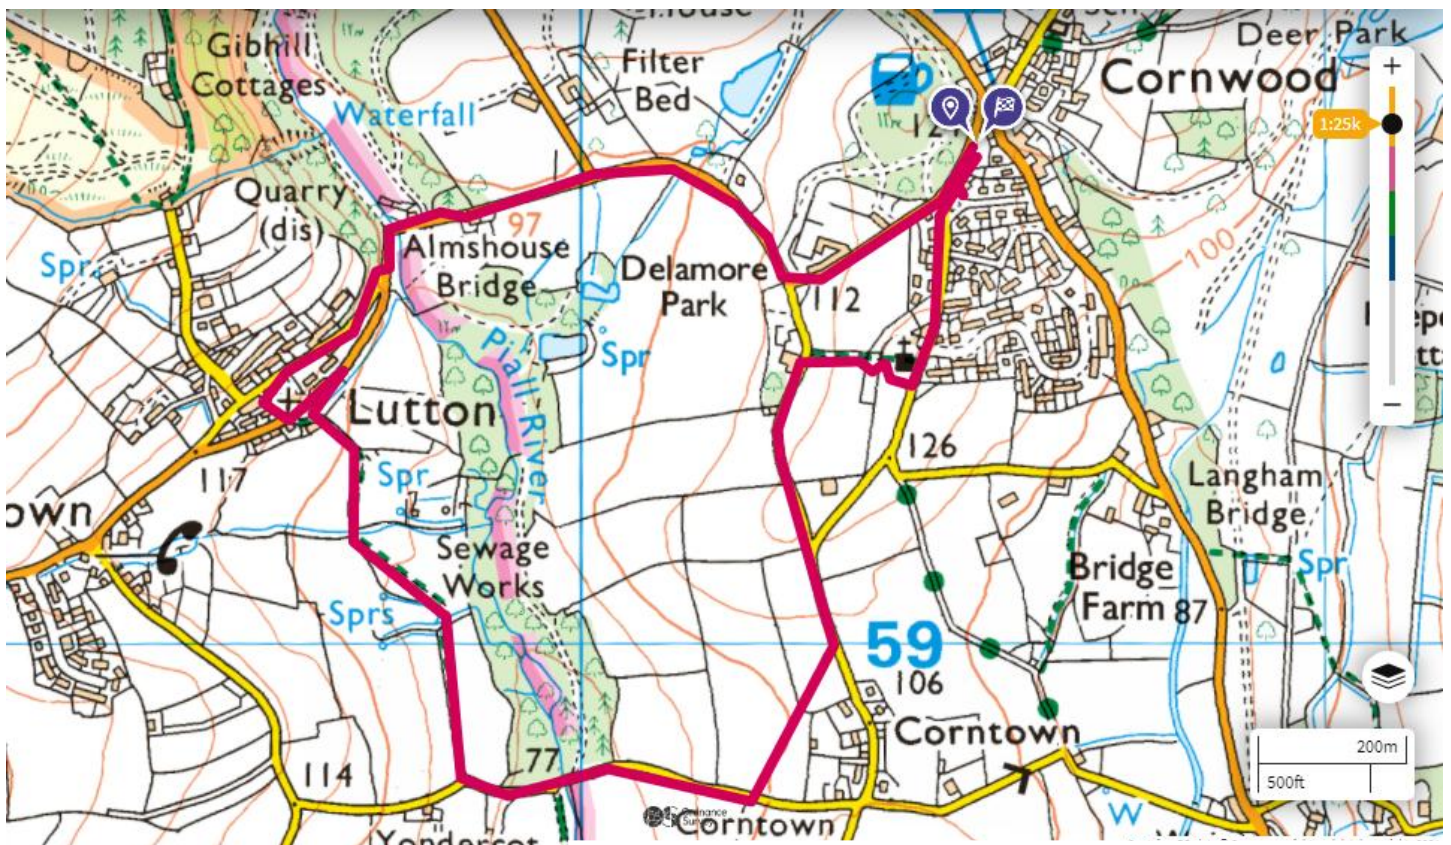 Gibhill
Cottages
Filter
Bed
Deer Park
Cornwood
Waterfall
Quarry
(dis)
97
Almshouse
Bridge
Spr
Delamore
Park
112
100
+
1:25k
−
Piall River
Spr
Lutton
117
Spr
126
Langham
Bridge
own
Sewage
Works
Bridge
Farm 87
Spr
Sprs
59
106
Corntown
77
114
W
200m
500ft
Ordnance
Survey
Corntown